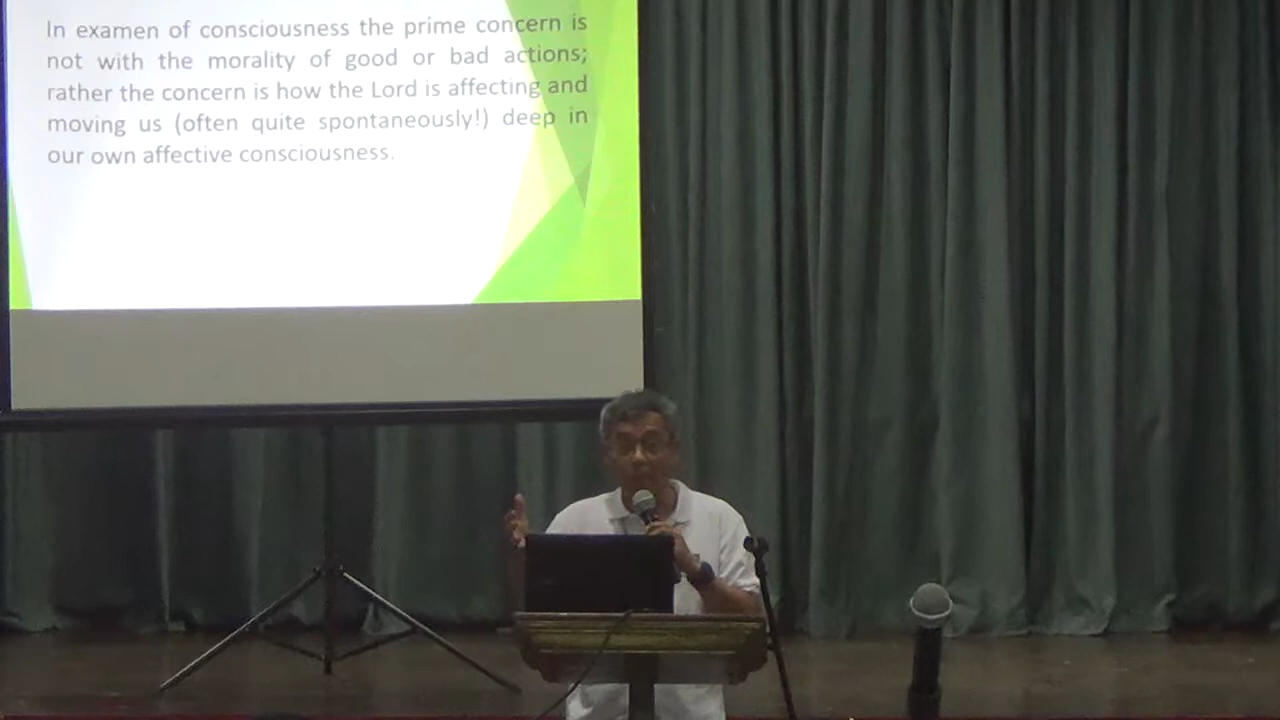 In examen of consciousness the prime concern is
not with the morality of good or bad actions;
rather the concern is how the Lord is affecting and
moving us (often quite spontaneously!) deep in
our own affective consciousness.